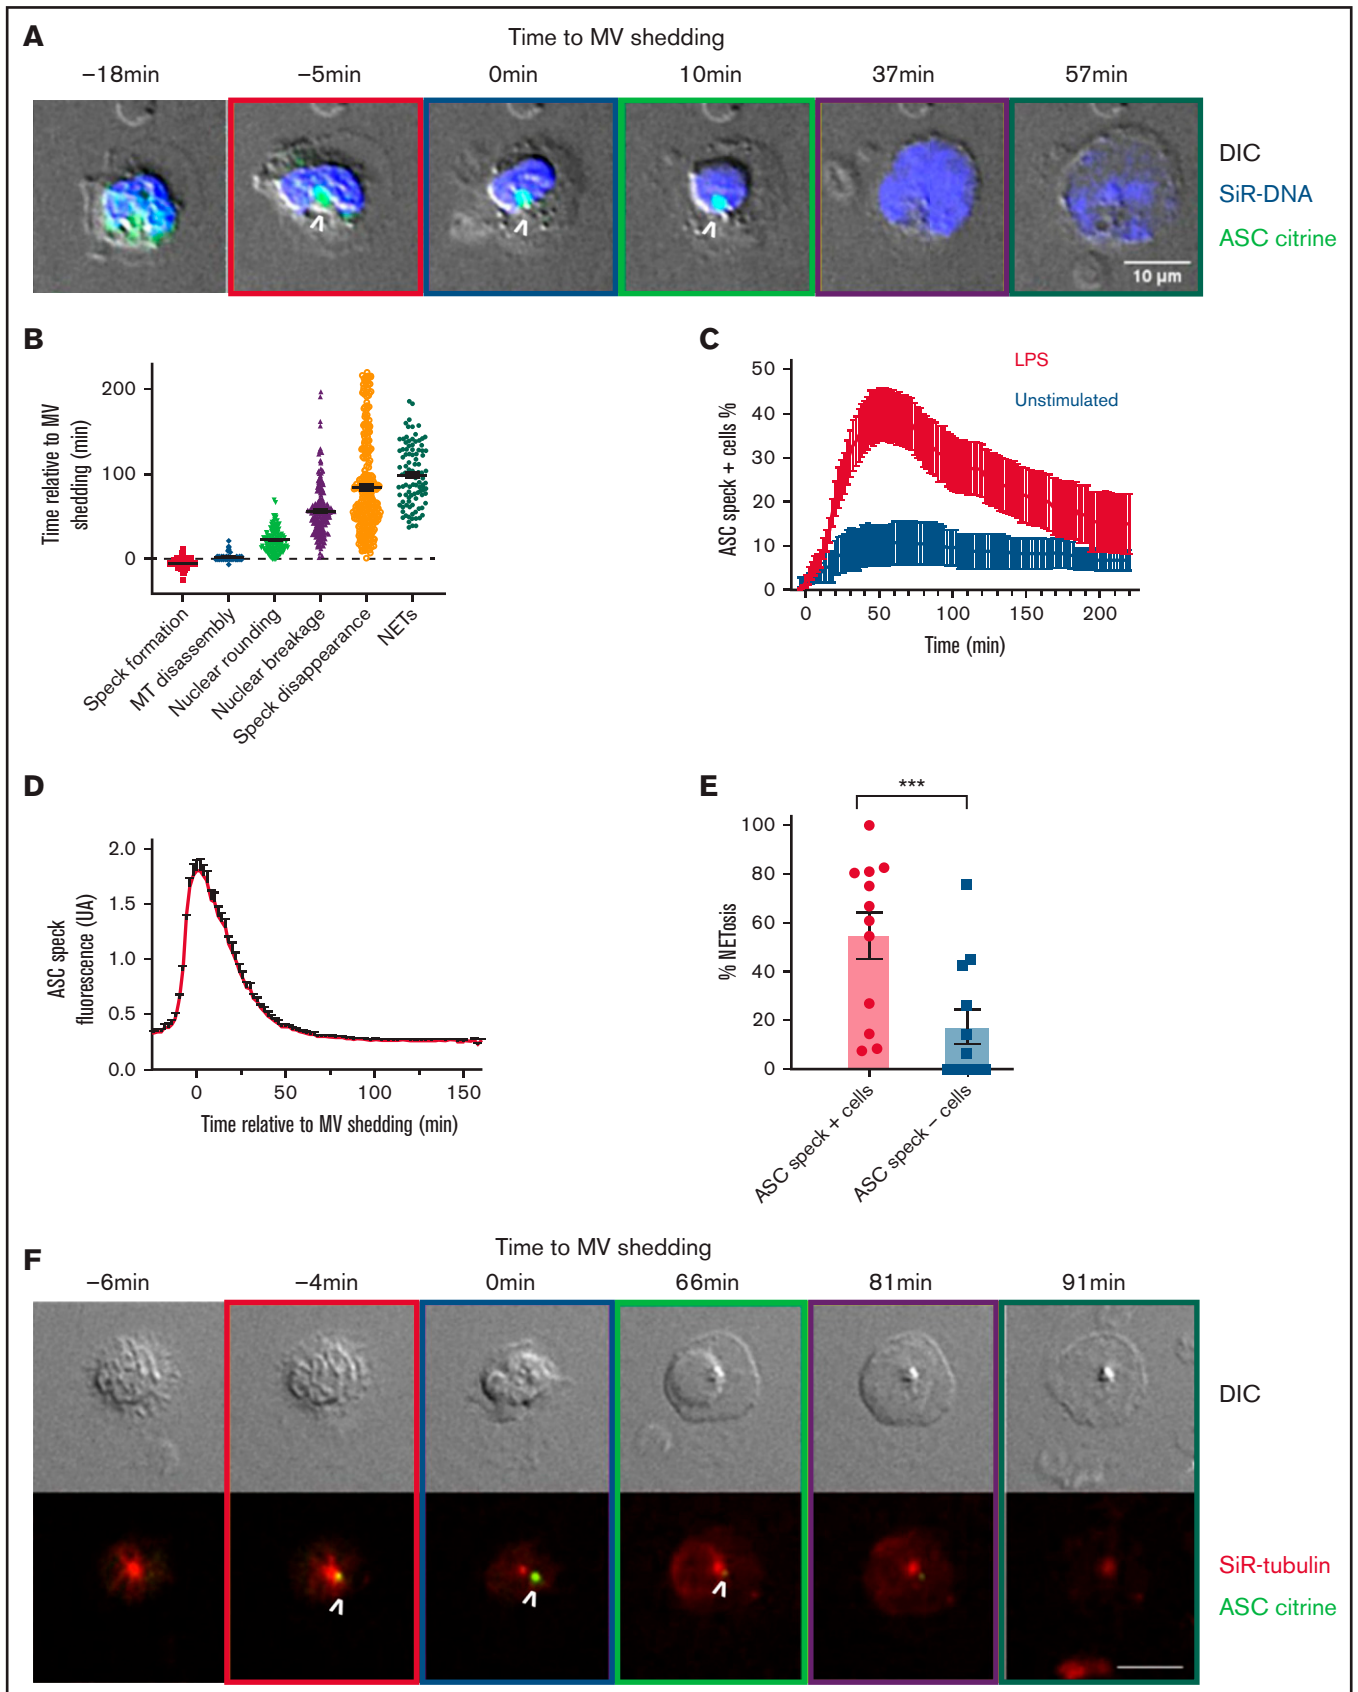 A
Time to MV shedding
−18min −5min 0min 10min 37min 57min
DIC
SiR-DNA
ASC citrine
10 µm
B
Time relative to MV
shedding (min)
200
100
0
Speck formation
MT disassembly
Nuclear rounding
Nuclear breakage
Speck disappearance
NETs
C
ASC speck + cells %
50
40
30
20
10
0
LPS
Unstimulated
0 50 100 150 200
Time (min)
D
ASC speck
fluorescence (UA)
2.0
1.5
1.0
0.5
0.0
0 50 100 150
Time relative to MV shedding (min)
E
***
% NETosis
100
80
60
40
20
0
ASC speck + cells
ASC speck − cells
F
Time to MV shedding
−6min −4min 0min 66min 81min 91min
DIC
SiR-tubulin
ASC citrine